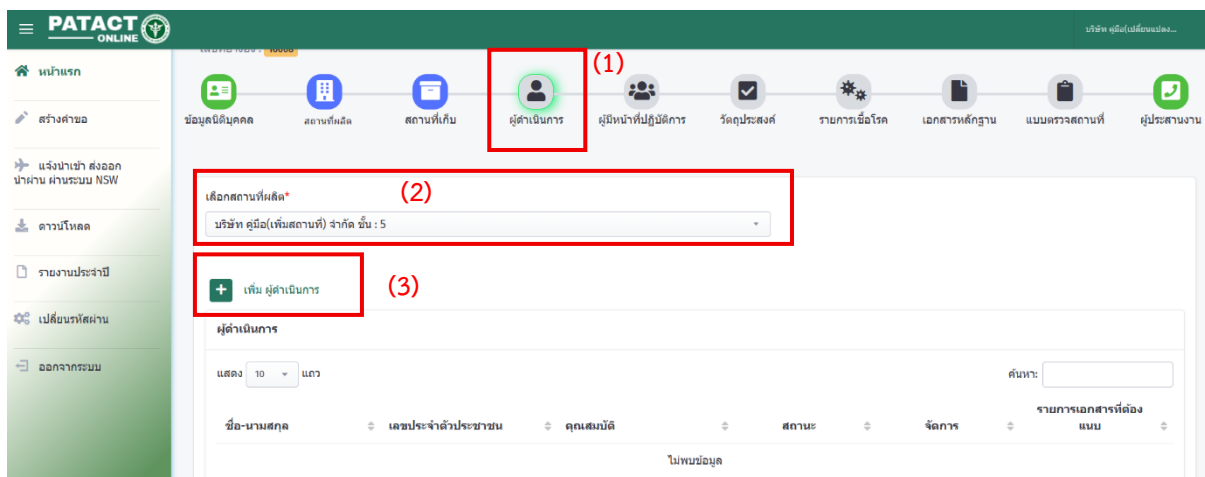 PATACT
ONLINE
บริษัท คู่มือ(เปลี่ยนแปลง...
หน้าแรก
สร้างคำขอ
แจ้งนำเข้า ส่งออก
นำผ่าน ผ่านระบบ NSW
ดาวน์โหลด
รายงานประจำปี
เปลี่ยนรหัสผ่าน
ออกจากระบบ
(1)
ข้อมูลนิติบุคคล
สถานที่ผลิต
สถานที่เก็บ
ผู้ดำเนินการ
ผู้มีหน้าที่ปฏิบัติการ
วัตถุประสงค์
รายการเชื้อโรค
เอกสารหลักฐาน
แบบตรวจสถานที่
ผู้ประสานงาน
เลือกสถานที่ผลิต*
(2)
บริษัท คู่มือ(เพิ่มสถานที่) จำกัด ชั้น : 5
เพิ่ม ผู้ดำเนินการ
(3)
ผู้ดำเนินการ
แสดง 10 แถว
ค้นหา:
ชื่อ-นามสกุล
เลขประจำตัวประชาชน
คุณสมบัติ
สถานะ
จัดการ
รายการเอกสารที่ต้อง
แนบ
ไม่พบข้อมูล